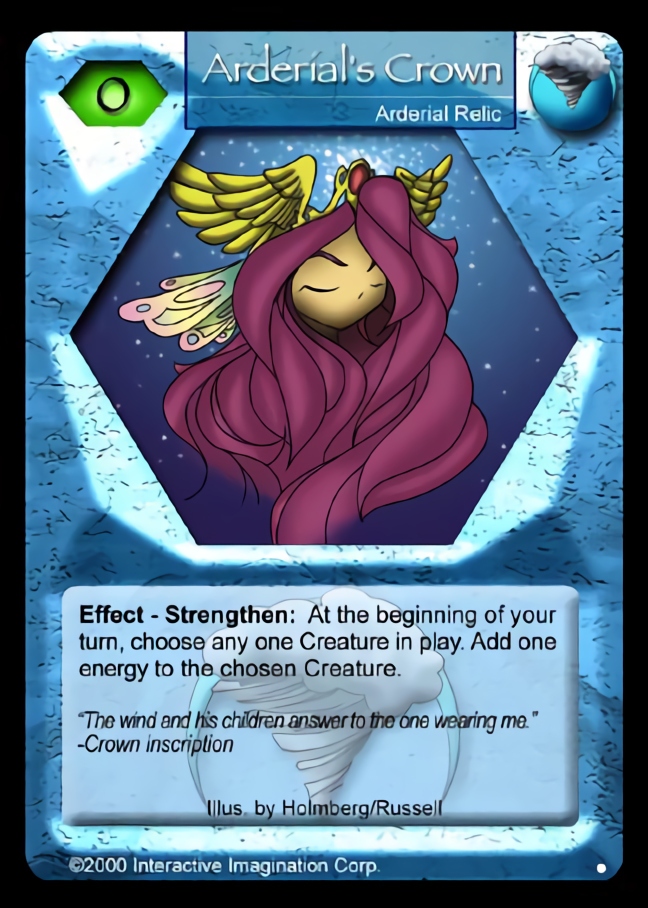 0
Arderial's Crown
Arderial Relic
Effect - Strengthen: At the beginning of your
turn, choose any one Creature in play. Add one
energy to the chosen Creature.
"The wind and his children answer to the one wearing me."
-Crown inscription
Illus. by Holmberg/Russell
©2000 Interactive Imagination Corp.